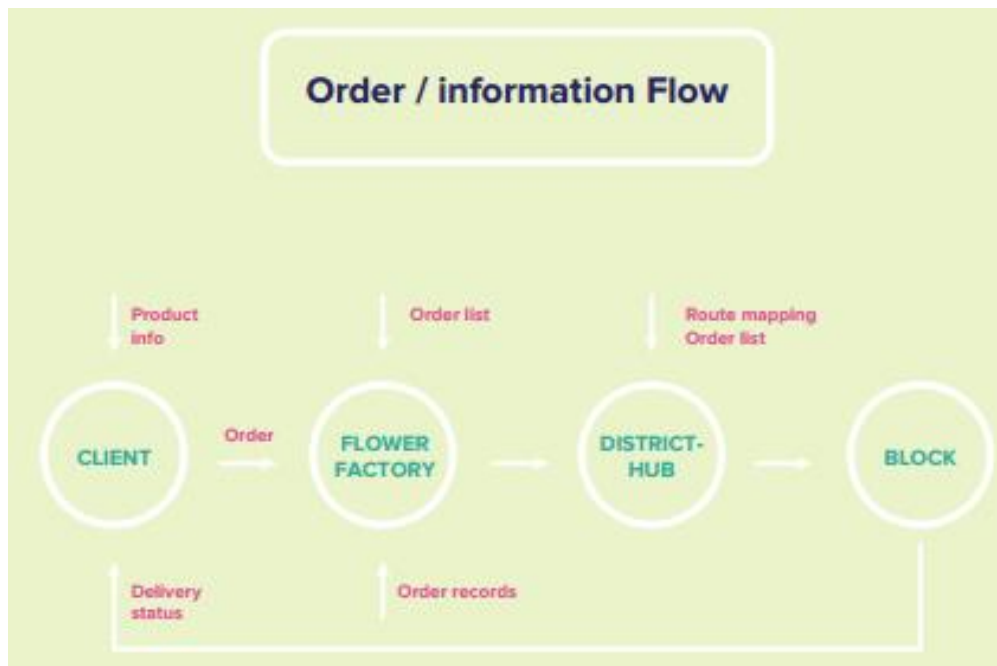 Order / information Flow
Product
info
Order list
Route mapping
Order list
CLIENT
Order
FLOWER
FACTORY
DISTRICT-
HUB
BLOCK
Delivery
status
Order records